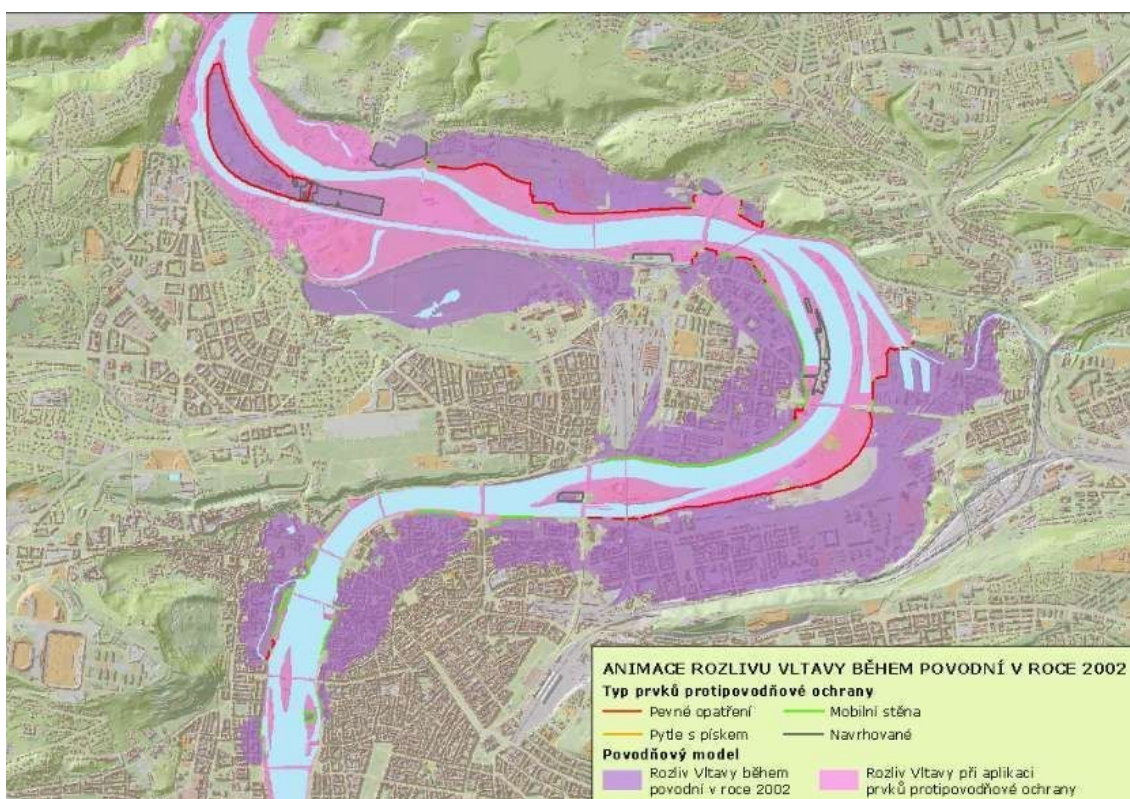 ANIMACE ROZLIVU VLTAVY BĚHEM POVODNÍ V ROCE 2002
Typ prvků protipovodňové ochrany
Pevné opatření
Mobilní stěna
Pytle s pískem
Navrhované
Povodňový model
Rozliv Vltavy během
povodní v roce 2002
Rozliv Vltavy při aplikaci
prvků protipovodňové ochrany